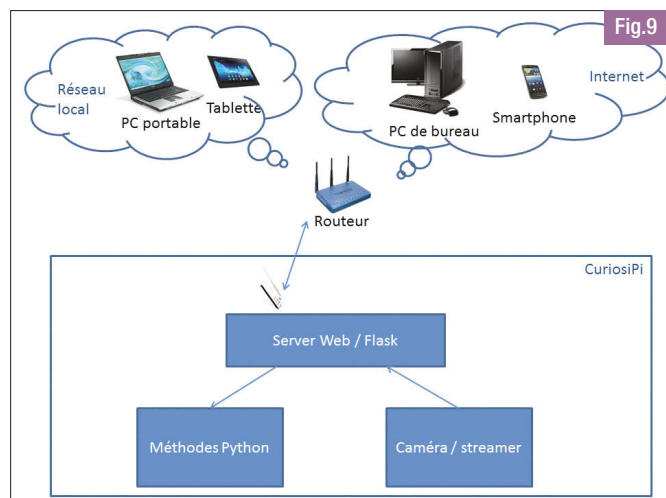 Fig.9
Réseau
local
PC portable
Tablette
Internet
PC de bureau
Smartphone
Routeur
CuriosiPi
Server Web / Flask
Méthodes Python
Caméra / streamer